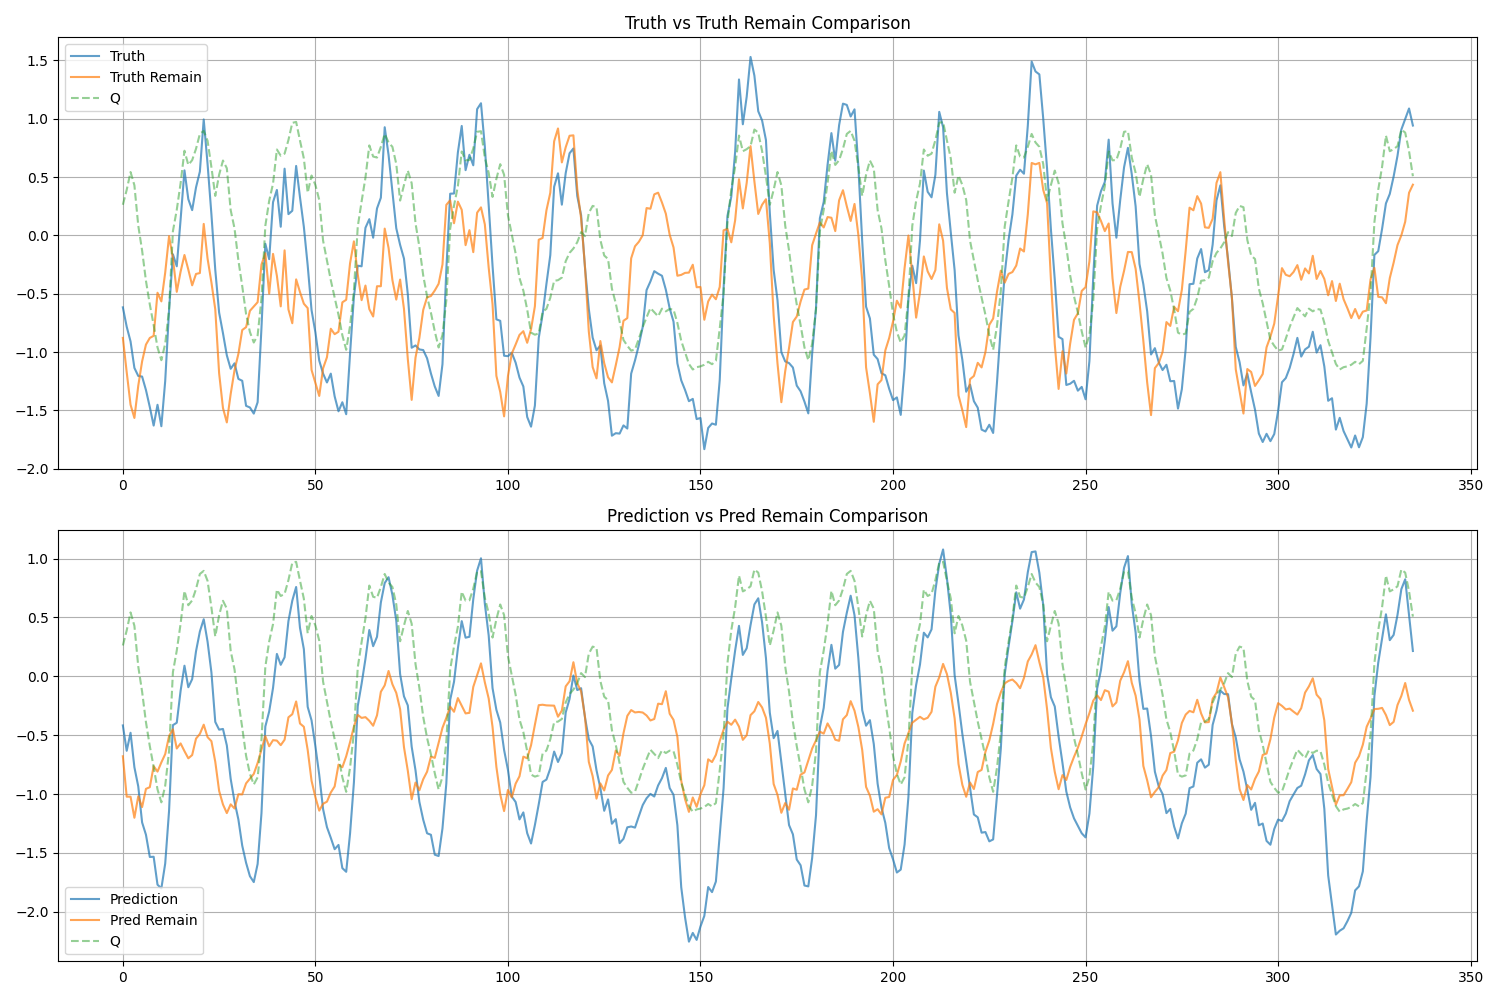 Truth vs Truth Remain Comparison
Truth
Truth Remain
Q
1.5
1.0
0.5
0.0
−0.5
−1.0
−1.5
−2.0
0 50 100 150 200 250 300 350
Prediction vs Pred Remain Comparison
1.0
0.5
0.0
−0.5
−1.0
−1.5
−2.0
Prediction
Pred Remain
Q
0 50 100 150 200 250 300 350